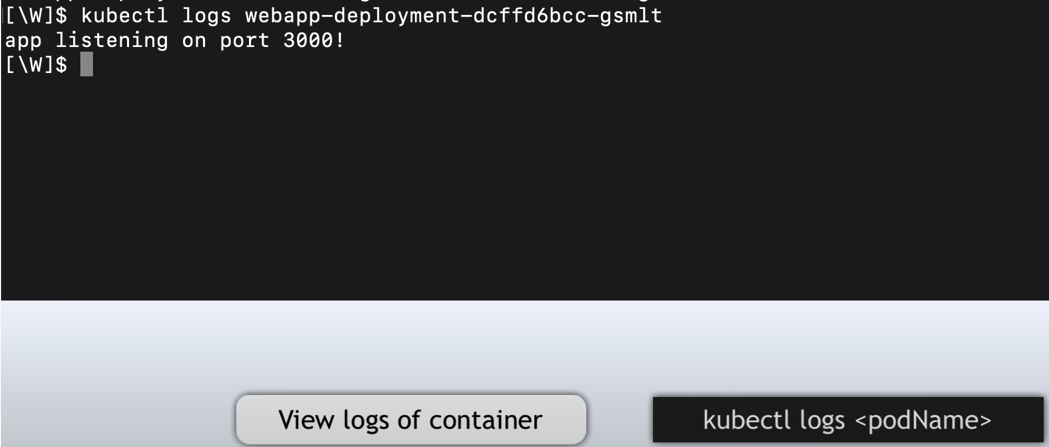 [\W]$ kubectl logs webapp-deployment-dcffd6bcc-gsmlt
app listening on port 3000!
[\W]$
View logs of container
kubectl logs <podName>